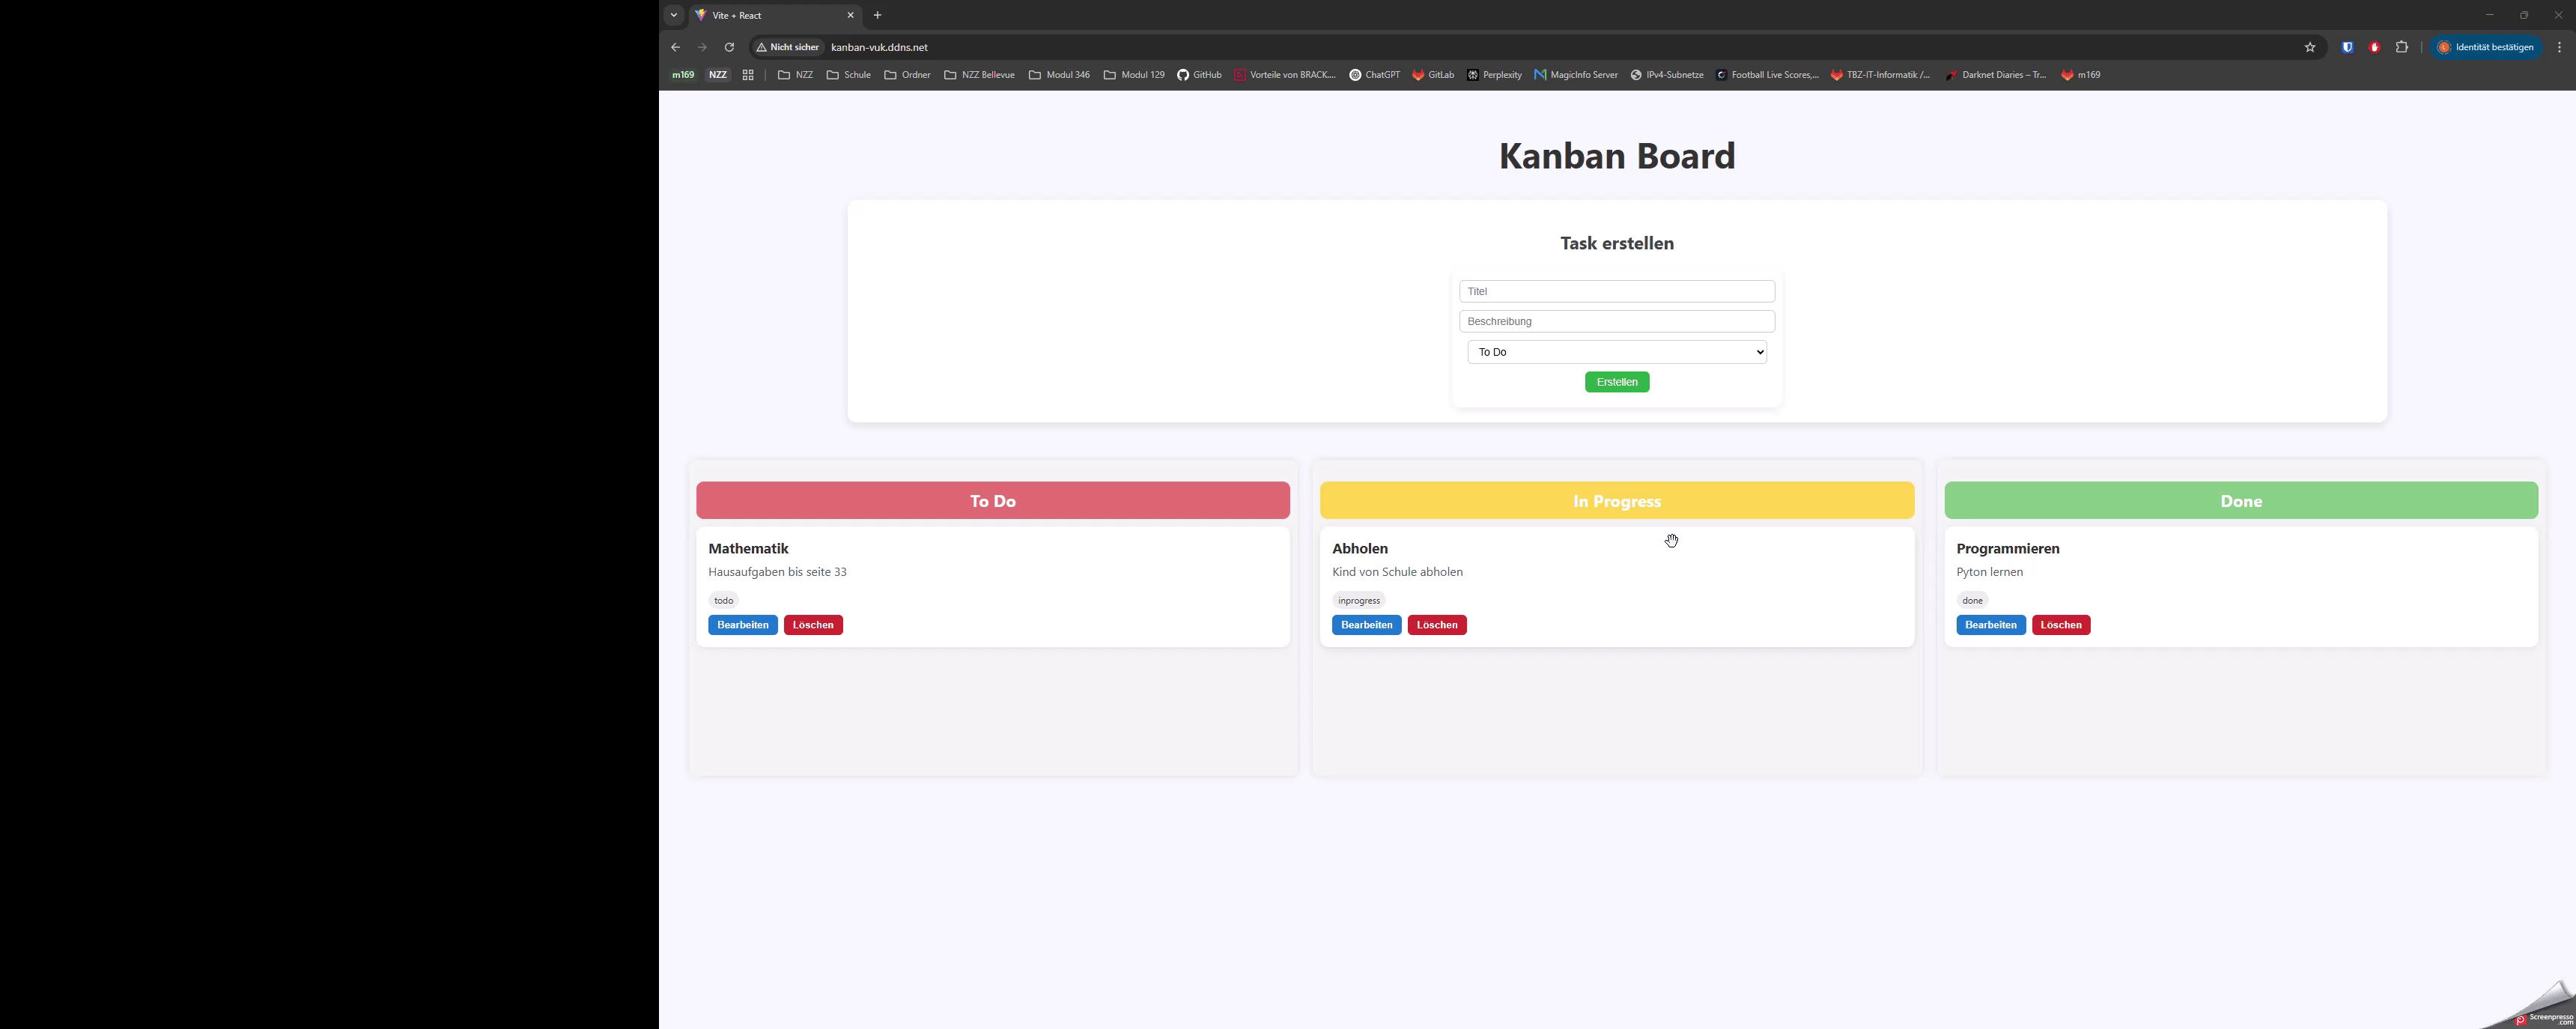 Vite + React
Nicht sicher kanban-vuk.ddns.net Identität bestätigen
m169 NZZ NZZ Schule Ordner NZZ Bellevue Modul 346 Modul 129 GitHub Vorteile von BRACK.... ChatGPT GitLab Perplexity MagicInfo Server IPv4-Subnetze Football Live Scores,... TBZ-IT-Informatik /... Darknet Diaries – Tr... m169
Kanban Board
Task erstellen
Titel
Beschreibung
To Do
Erstellen
To Do
Mathematik
Hausaufgaben bis seite 33
todo
Bearbeiten Löschen
In Progress
Abholen
Kind von Schule abholen
inprogress
Bearbeiten Löschen
Done
Programmieren
Pyton lernen
done
Bearbeiten Löschen
Screenpresso
.com